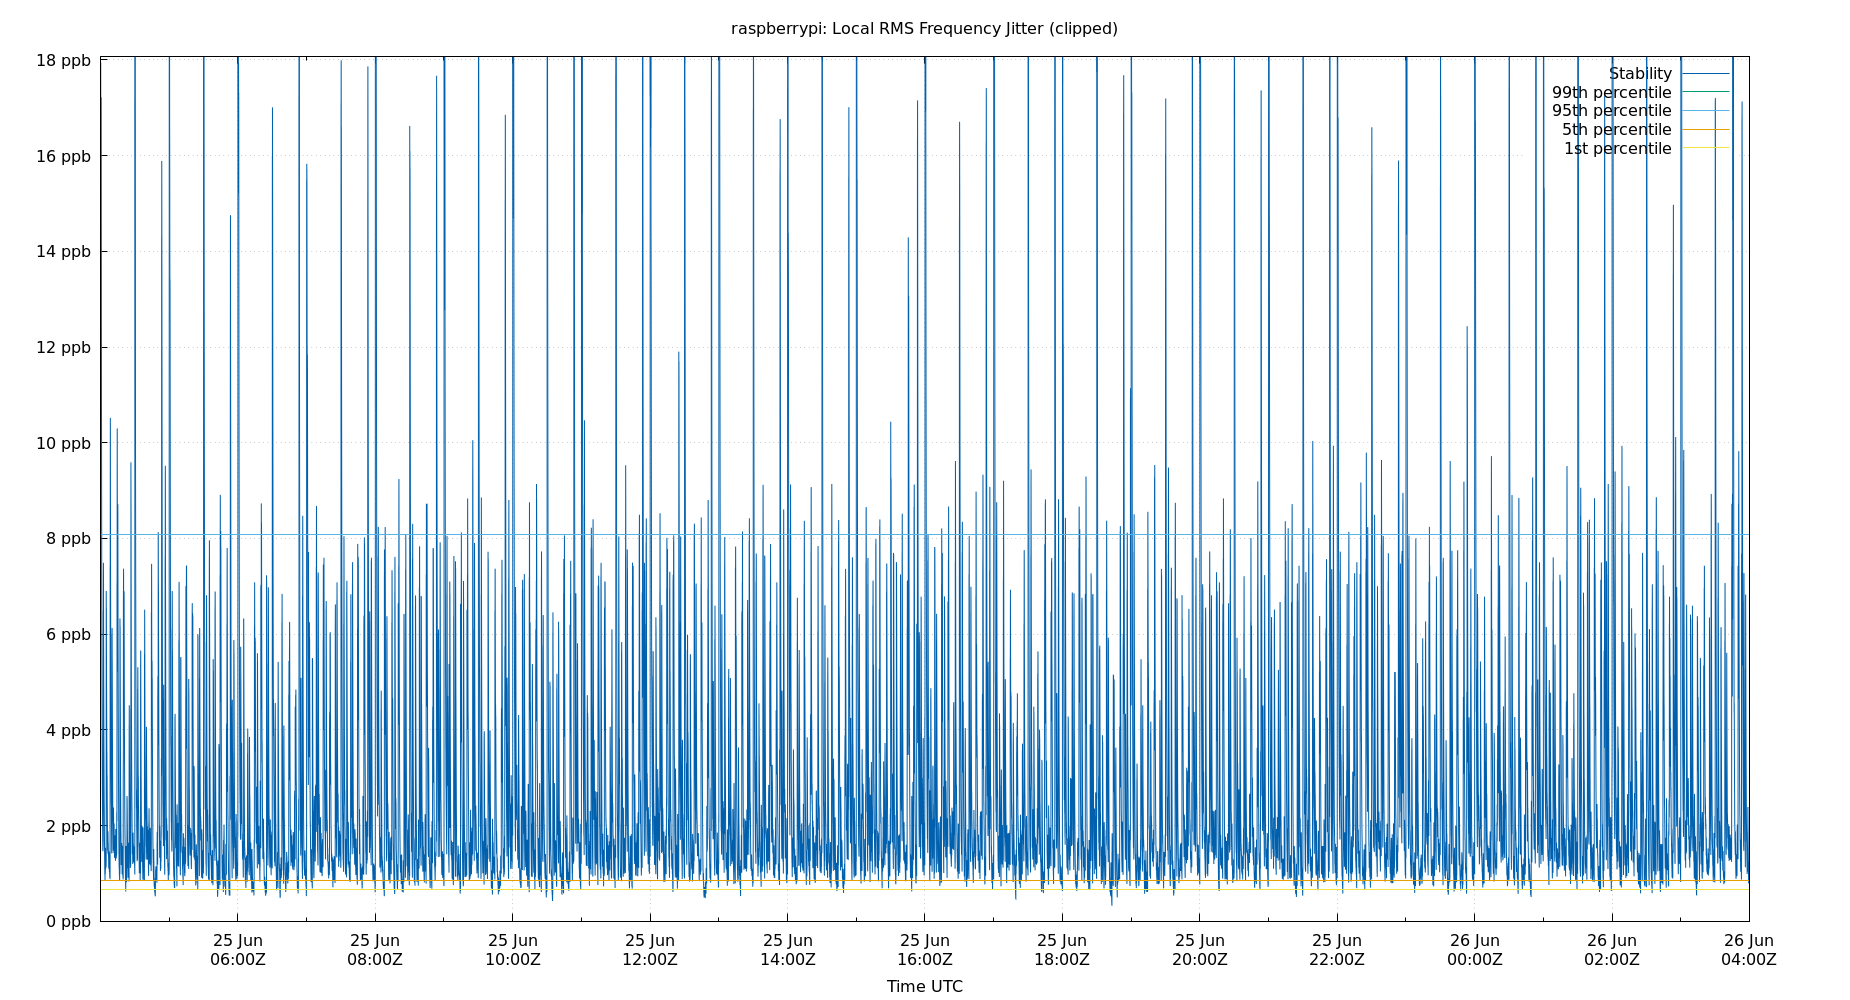 raspberrypi: Local RMS Frequency Jitter (clipped)
18 ppb
16 ppb
14 ppb
12 ppb
10 ppb
8 ppb
6 ppb
4 ppb
2 ppb
0 ppb
Stability
99th percentile
95th percentile
5th percentile
1st percentile
25 Jun 25 Jun 25 Jun 25 Jun 25 Jun 25 Jun 25 Jun 25 Jun 25 Jun 26 Jun 26 Jun 26 Jun
06:00Z 08:00Z 10:00Z 12:00Z 14:00Z 16:00Z 18:00Z 20:00Z 22:00Z 00:00Z 02:00Z 04:00Z
Time UTC